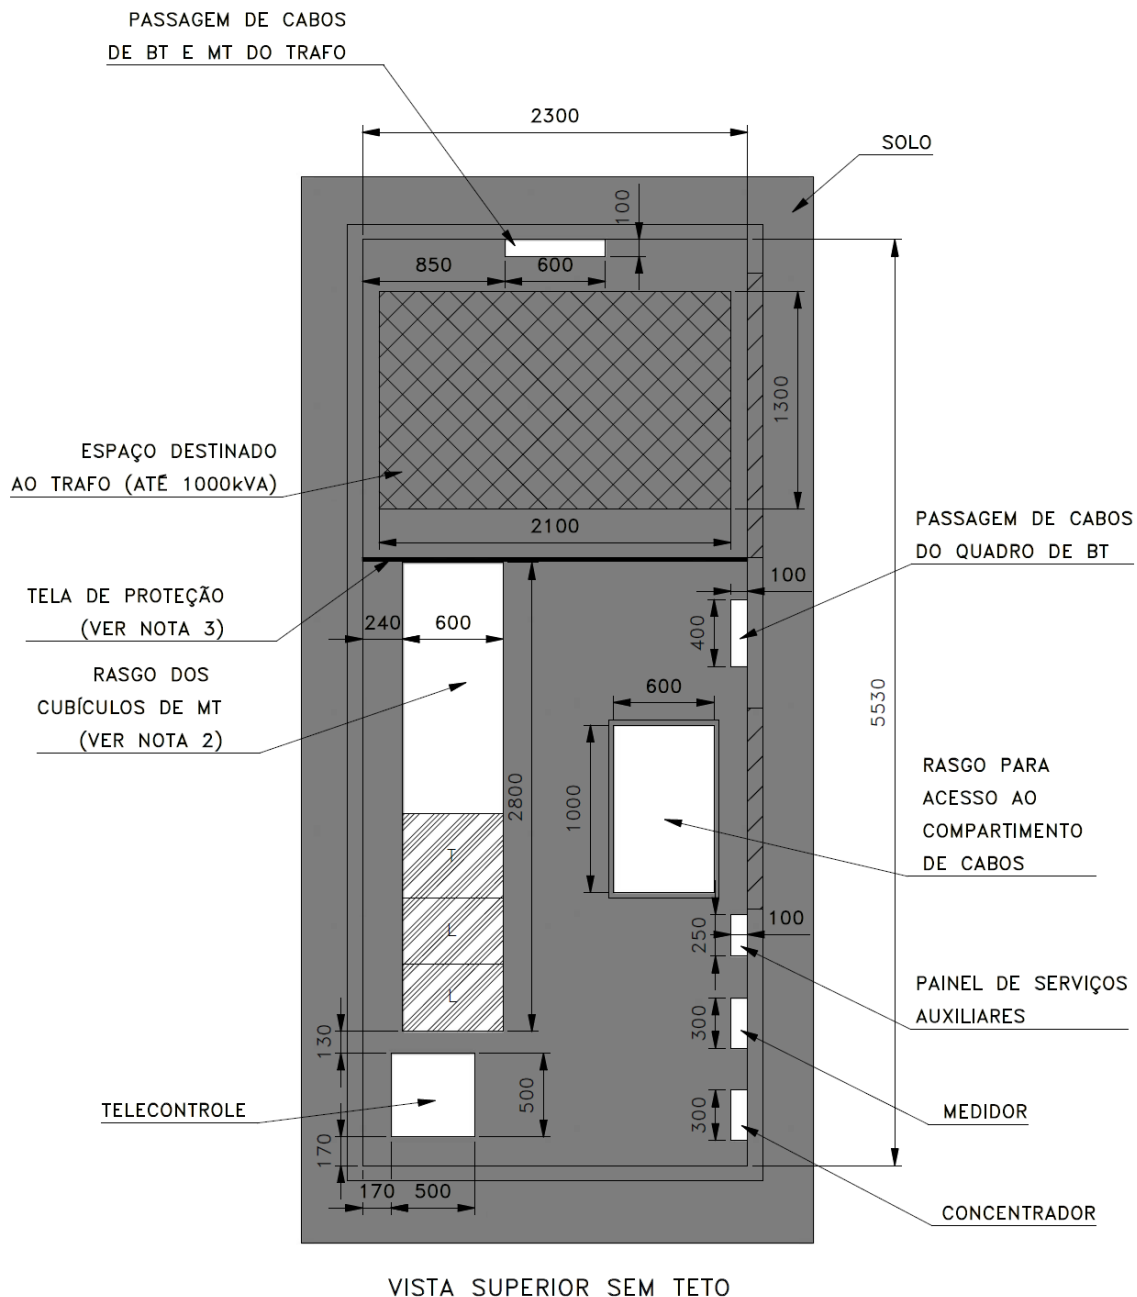 PASSAGEM DE CABOS
DE BT E MT DO TRAFO
2300
SOLO
100
850
600
1300
ESPAÇO DESTINADO
AO TRAFO (ATÉ 1000kVA)
2100
PASSAGEM DE CABOS
DO QUADRO DE BT
100
TELA DE PROTEÇÃO
(VER NOTA 3)
240
600
400
RASGO DOS
CUBÍCULOS DE MT
(VER NOTA 2)
600
5530
RASGO PARA
ACESSO AO
COMPARTIMENTO
DE CABOS
2800
1000
T
L
L
250
100
PAINEL DE SERVIÇOS
AUXILIARES
300
130
500
TELECONTROLE
300
MEDIDOR
170
170
500
CONCENTRADOR
VISTA SUPERIOR SEM TETO